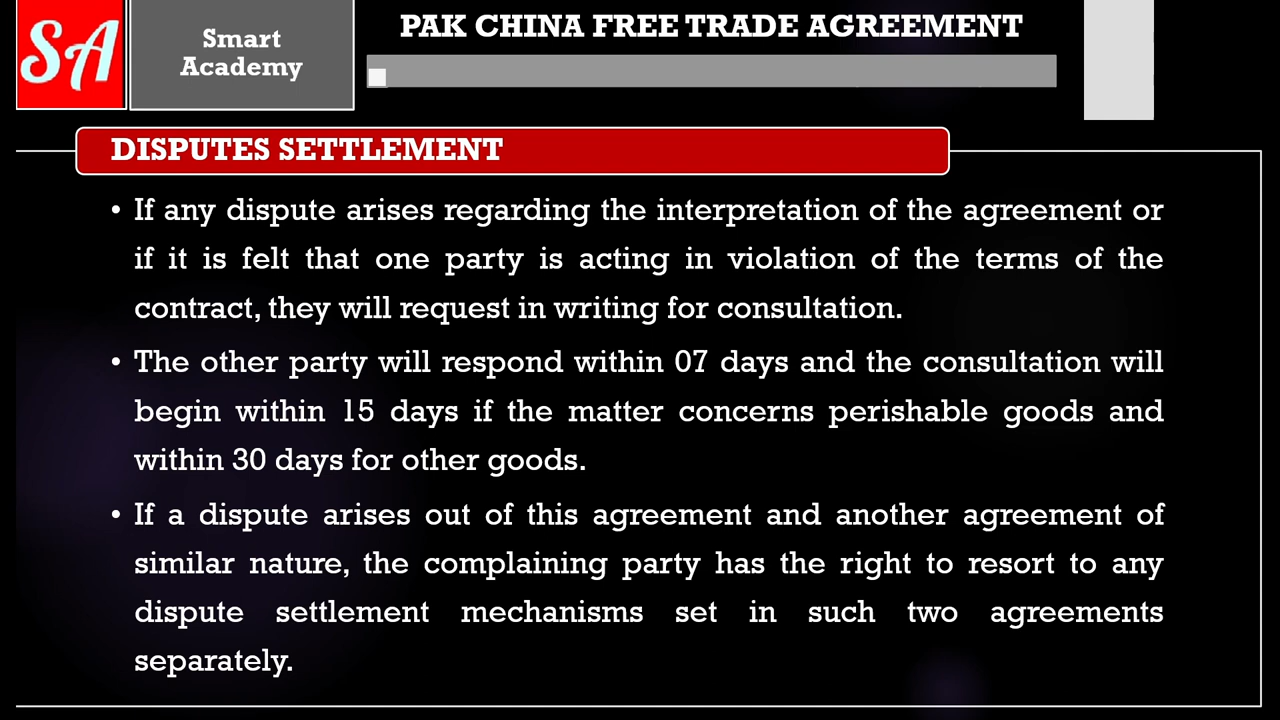 SA
Smart
Academy
PAK CHINA FREE TRADE AGREEMENT
DISPUTES SETTLEMENT
• If any dispute arises regarding the interpretation of the agreement or
if it is felt that one party is acting in violation of the terms of the
contract, they will request in writing for consultation.
• The other party will respond within 07 days and the consultation will
begin within 15 days if the matter concerns perishable goods and
within 30 days for other goods.
• If a dispute arises out of this agreement and another agreement of
similar nature, the complaining party has the right to resort to any
dispute settlement mechanisms set in such two agreements
separately.